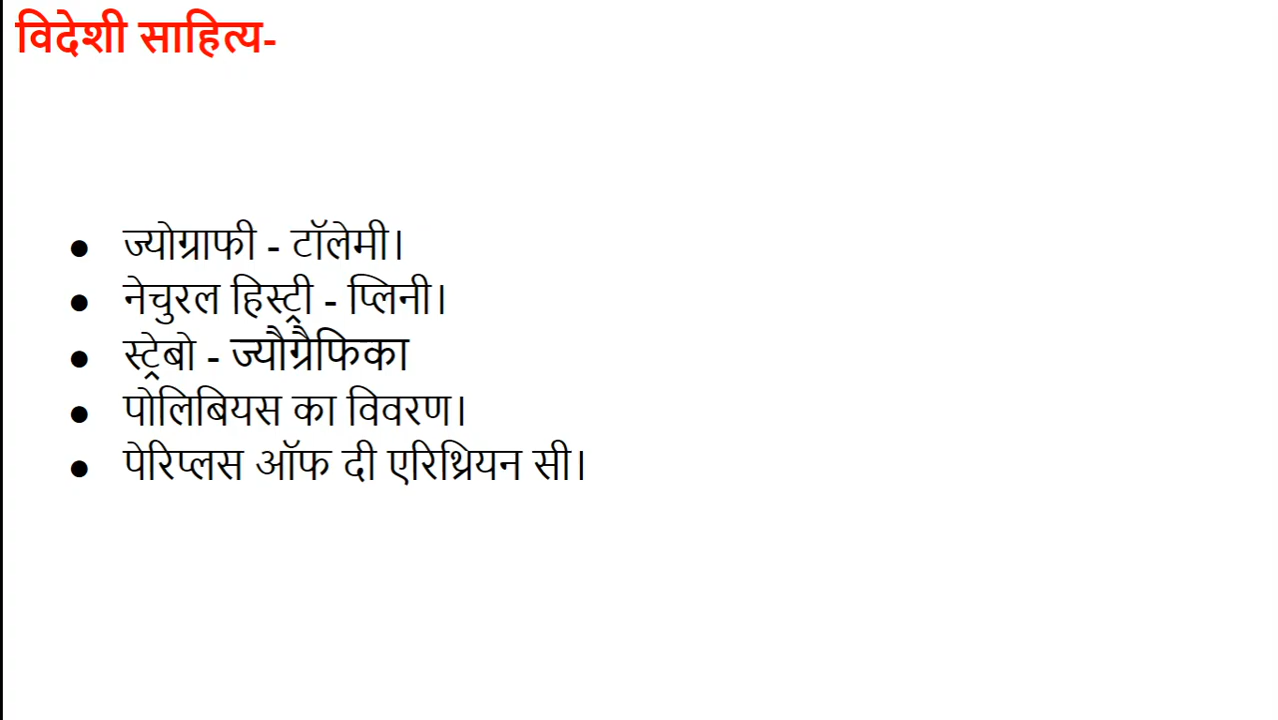 विदेशी साहित्य-
● ज्योग्राफी - टॉलेमी।
● नेचुरल हिस्ट्री - प्लिनी।
● स्ट्रेबो - ज्यौग्रैफिका
● पोलिबियस का विवरण।
● पेरिप्लस ऑफ दी एरिथ्रियन सी।